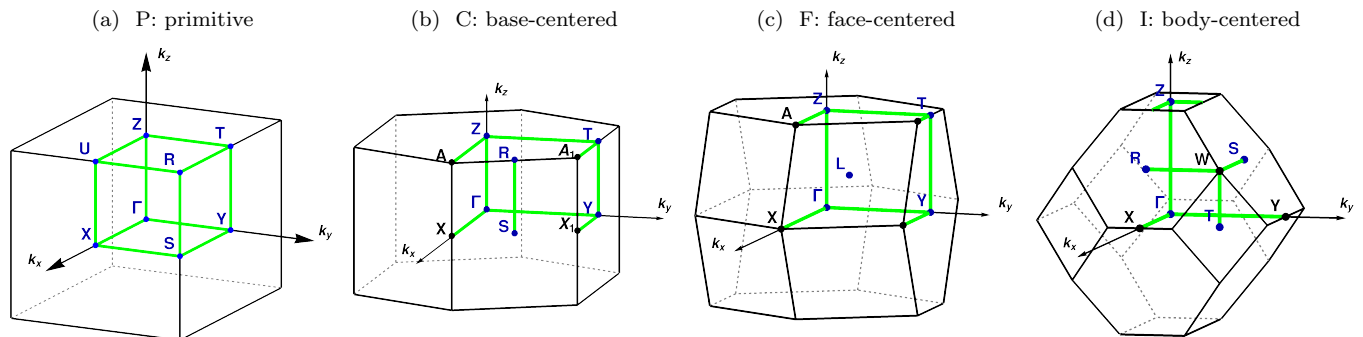 (a) P: primitive
(b) C: base-centered
(c) F: face-centered
(d) I: body-centered
k_z
Z
T
U
R
Γ
Y
X
S
k_y
k_x
k_z
Z
T
A
R
A_1
Γ
Y
X
S
X_1
k_y
k_x
k_z
Z
T
A
L
Γ
Y
X
k_y
k_x
k_z
Z
S
R
W
Γ
T
Y
X
k_y
k_x